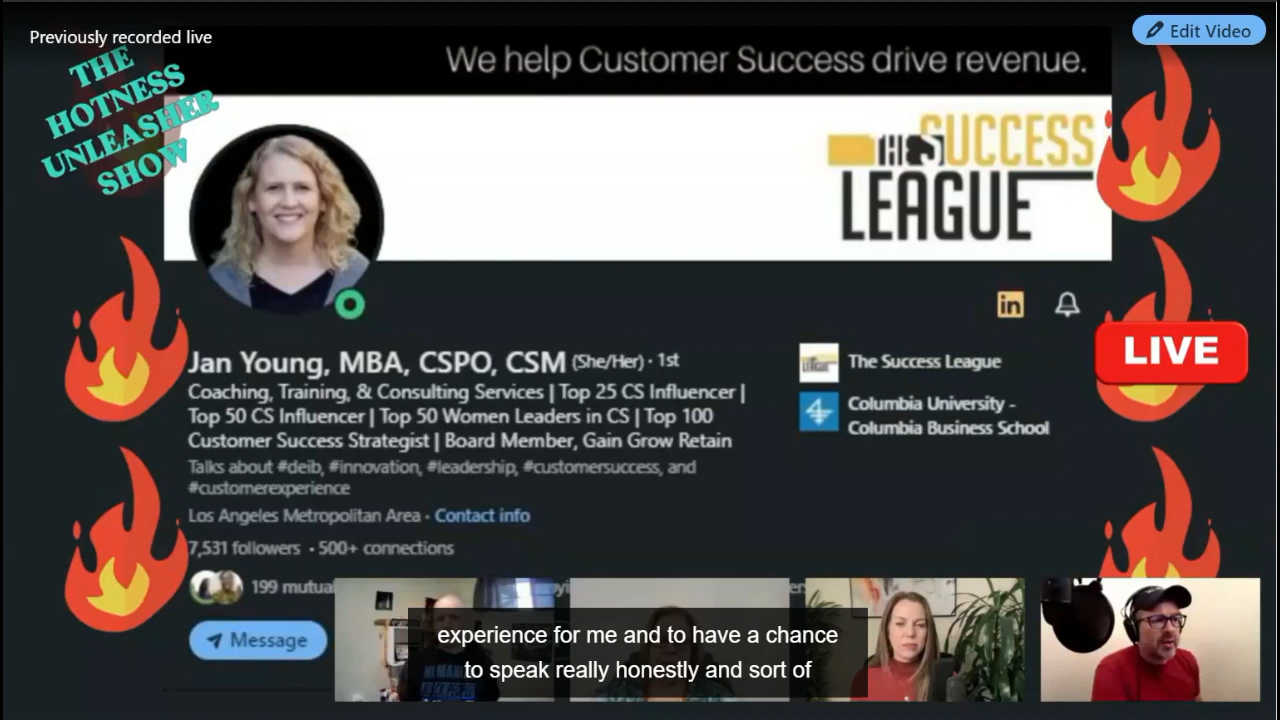 Previously recorded live
Edit Video
THE
HOTNESS
UNLEASHER
SHOW
We help Customer Success drive revenue.
THE SUCCESS
LEAGUE
Jan Young, MBA, CSPO, CSM (She/Her) · 1st
Coaching, Training, & Consulting Services | Top 25 CS Influencer |
Top 50 CS Influencer | Top 50 Women Leaders in CS | Top 100
Customer Success Strategist | Board Member, Gain Grow Retain
Talks about #deib, #innovation, #leadership, #customersuccess, and
#customerexperience
Los Angeles Metropolitan Area · Contact info
7,531 followers · 500+ connections
199
Message
in
The Success League
Columbia University -
Columbia Business School
LIVE
experience for me and to have a chance
to speak really honestly and sort of